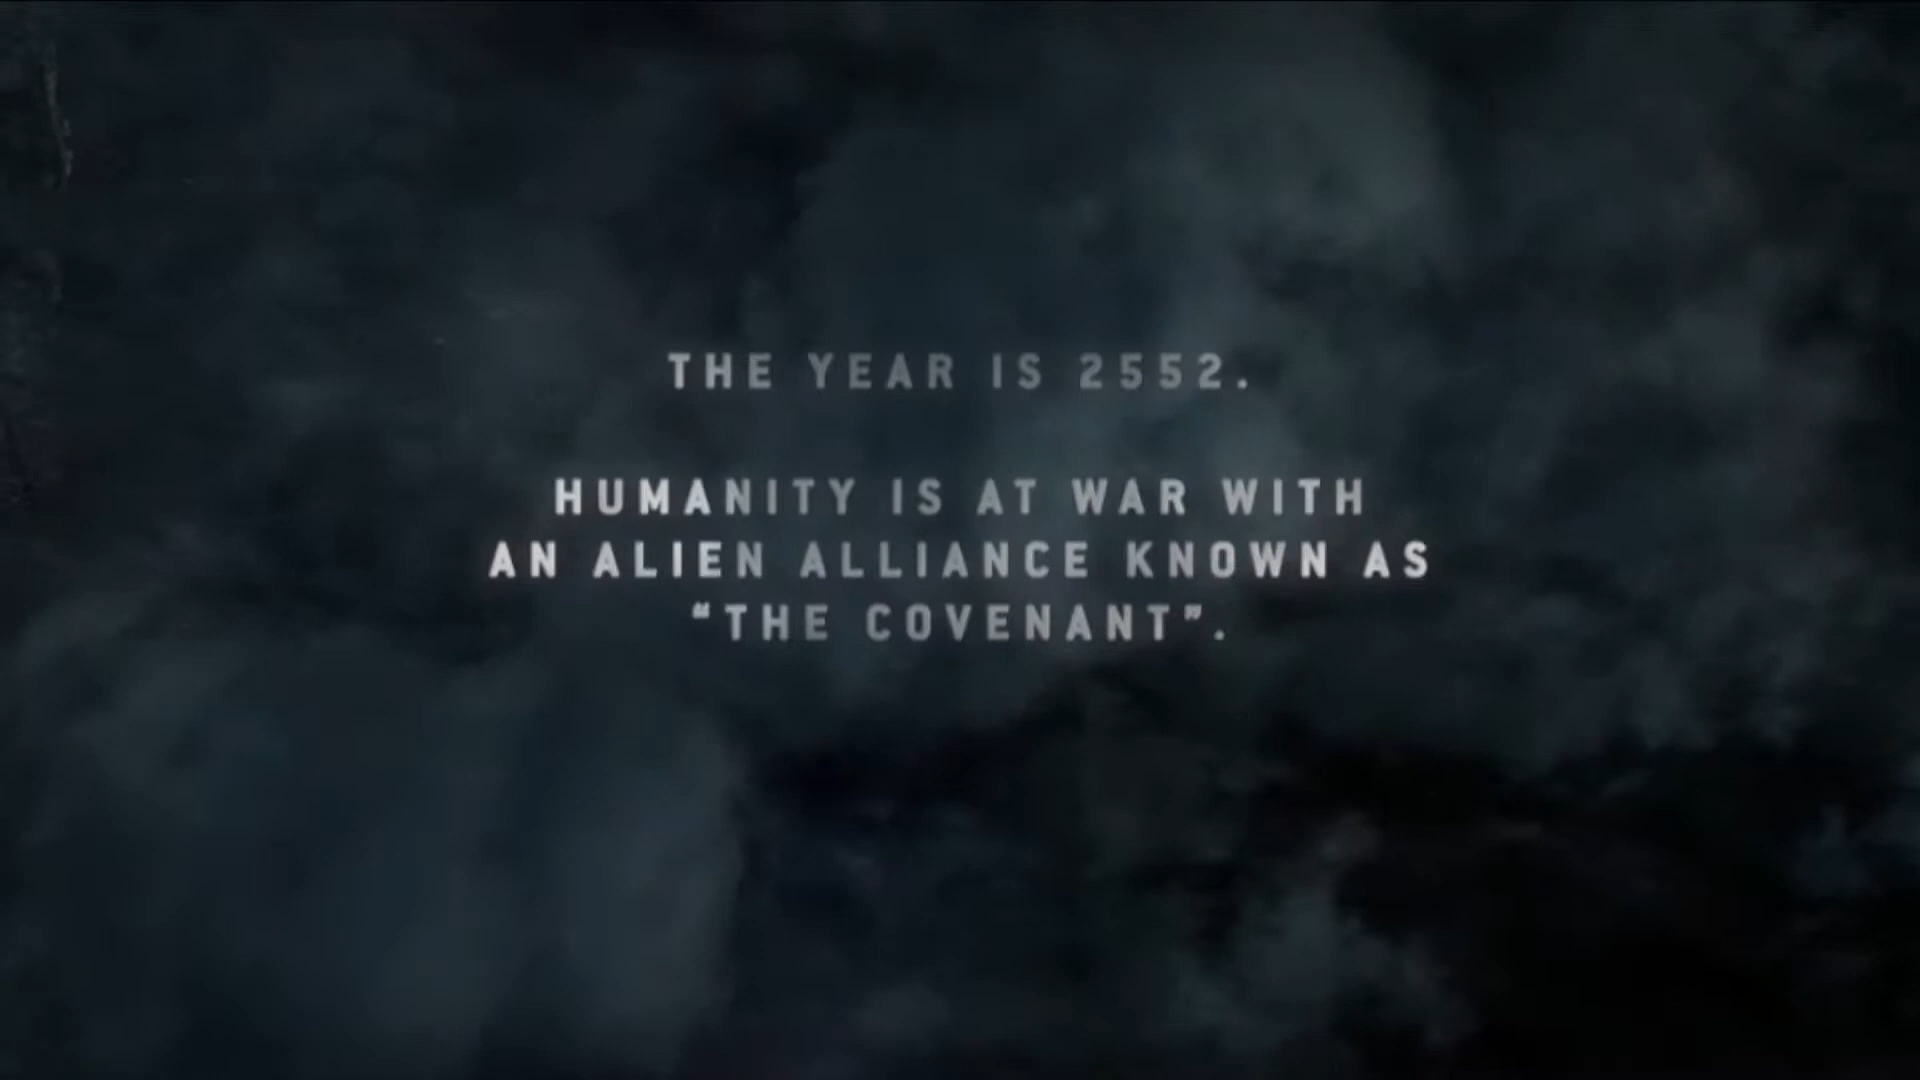 THE YEAR IS 2552.
HUMANITY IS AT WAR WITH
AN ALIEN ALLIANCE KNOWN AS
“THE COVENANT”.